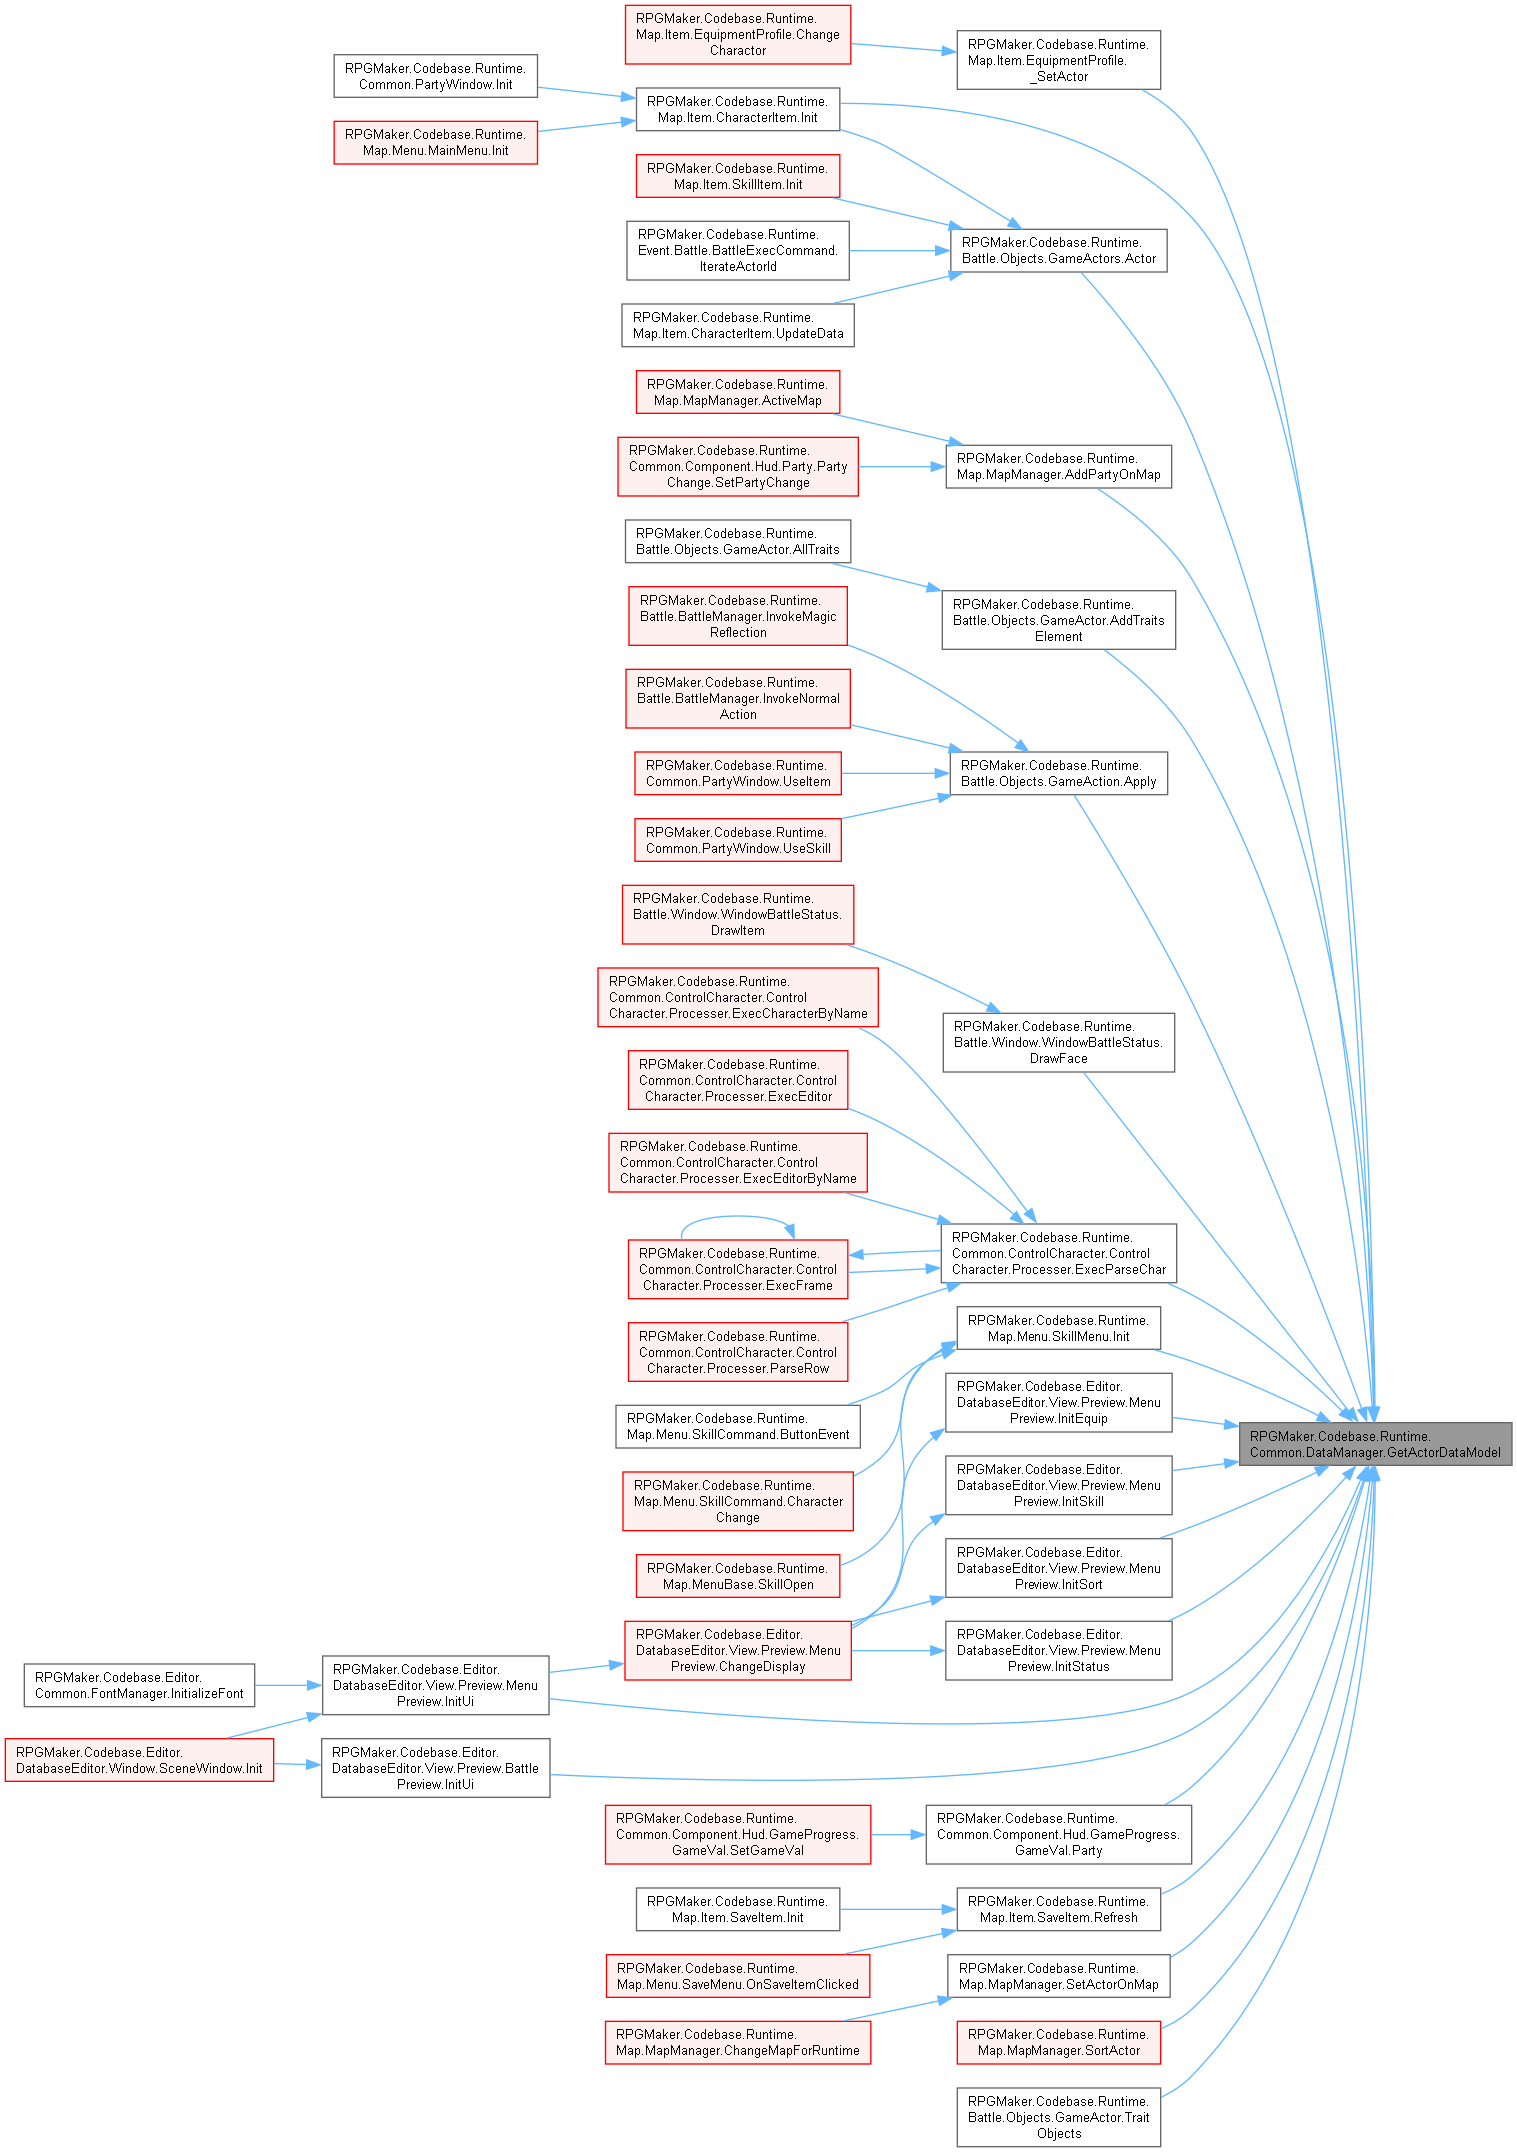 RPGMaker.Codebase.Runtime.
Map.Item.EquipmentProfile.Change
Charactor
RPGMaker.Codebase.Runtime.
Map.Item.EquipmentProfile.
_SetActor
RPGMaker.Codebase.Runtime.
Common.PartyWindow.Init
RPGMaker.Codebase.Runtime.
Map.Item.CharacterItem.Init
RPGMaker.Codebase.Runtime.
Map.Menu.MainMenu.Init
RPGMaker.Codebase.Runtime.
Map.Item.SkillItem.Init
RPGMaker.Codebase.Runtime.
Event.Battle.BattleExecCommand.
IterateActorId
RPGMaker.Codebase.Runtime.
Battle.Objects.GameActors.Actor
RPGMaker.Codebase.Runtime.
Map.Item.CharacterItem.UpdateData
RPGMaker.Codebase.Runtime.
Map.MapManager.ActiveMap
RPGMaker.Codebase.Runtime.
Common.Component.Hud.Party.Party
Change.SetPartyChange
RPGMaker.Codebase.Runtime.
Map.MapManager.AddPartyOnMap
RPGMaker.Codebase.Runtime.
Battle.Objects.GameActor.AllTraits
RPGMaker.Codebase.Runtime.
Battle.BattleManager.InvokeMagic
Reflection
RPGMaker.Codebase.Runtime.
Battle.Objects.GameActor.AddTraits
Element
RPGMaker.Codebase.Runtime.
Battle.BattleManager.InvokeNormal
Action
RPGMaker.Codebase.Runtime.
Common.PartyWindow.UseItem
RPGMaker.Codebase.Runtime.
Battle.Objects.GameAction.Apply
RPGMaker.Codebase.Runtime.
Common.PartyWindow.UseSkill
RPGMaker.Codebase.Runtime.
Battle.Window.WindowBattleStatus.
DrawItem
RPGMaker.Codebase.Runtime.
Common.ControlCharacter.Control
Character.Processer.ExecCharacterByName
RPGMaker.Codebase.Runtime.
Battle.Window.WindowBattleStatus.
DrawFace
RPGMaker.Codebase.Runtime.
Common.ControlCharacter.Control
Character.Processer.ExecEditor
RPGMaker.Codebase.Runtime.
Common.ControlCharacter.Control
Character.Processer.ExecEditorByName
RPGMaker.Codebase.Runtime.
Common.ControlCharacter.Control
Character.Processer.ExecFrame
RPGMaker.Codebase.Runtime.
Common.ControlCharacter.Control
Character.Processer.ExecParseChar
RPGMaker.Codebase.Runtime.
Common.ControlCharacter.Control
Character.Processer.ParseRow
RPGMaker.Codebase.Runtime.
Map.Menu.SkillMenu.Init
RPGMaker.Codebase.Runtime.
Map.Menu.SkillCommand.ButtonEvent
RPGMaker.Codebase.Editor.
DatabaseEditor.View.Preview.Menu
Preview.InitEquip
RPGMaker.Codebase.Runtime.
Common.DataManager.GetActorDataModel
RPGMaker.Codebase.Runtime.
Map.Menu.SkillCommand.Character
Change
RPGMaker.Codebase.Editor.
DatabaseEditor.View.Preview.Menu
Preview.InitSkill
RPGMaker.Codebase.Runtime.
Map.MenuBase.SkillOpen
RPGMaker.Codebase.Editor.
DatabaseEditor.View.Preview.Menu
Preview.InitSort
RPGMaker.Codebase.Editor.
DatabaseEditor.View.Preview.Menu
Preview.ChangeDisplay
RPGMaker.Codebase.Editor.
DatabaseEditor.View.Preview.Menu
Preview.InitStatus
RPGMaker.Codebase.Editor.
Common.FontManager.InitializeFont
RPGMaker.Codebase.Editor.
DatabaseEditor.View.Preview.Menu
Preview.InitUi
RPGMaker.Codebase.Editor.
DatabaseEditor.Window.SceneWindow.Init
RPGMaker.Codebase.Editor.
DatabaseEditor.View.Preview.Battle
Preview.InitUi
RPGMaker.Codebase.Runtime.
Common.Component.Hud.GameProgress.
GameVal.SetGameVal
RPGMaker.Codebase.Runtime.
Common.Component.Hud.GameProgress.
GameVal.Party
RPGMaker.Codebase.Runtime.
Map.Item.SaveItem.Init
RPGMaker.Codebase.Runtime.
Map.Item.SaveItem.Refresh
RPGMaker.Codebase.Runtime.
Map.Menu.SaveMenu.OnSaveItemClicked
RPGMaker.Codebase.Runtime.
Map.MapManager.SetActorOnMap
RPGMaker.Codebase.Runtime.
Map.MapManager.ChangeMapForRuntime
RPGMaker.Codebase.Runtime.
Map.MapManager.SortActor
RPGMaker.Codebase.Runtime.
Battle.Objects.GameActor.Trait
Objects